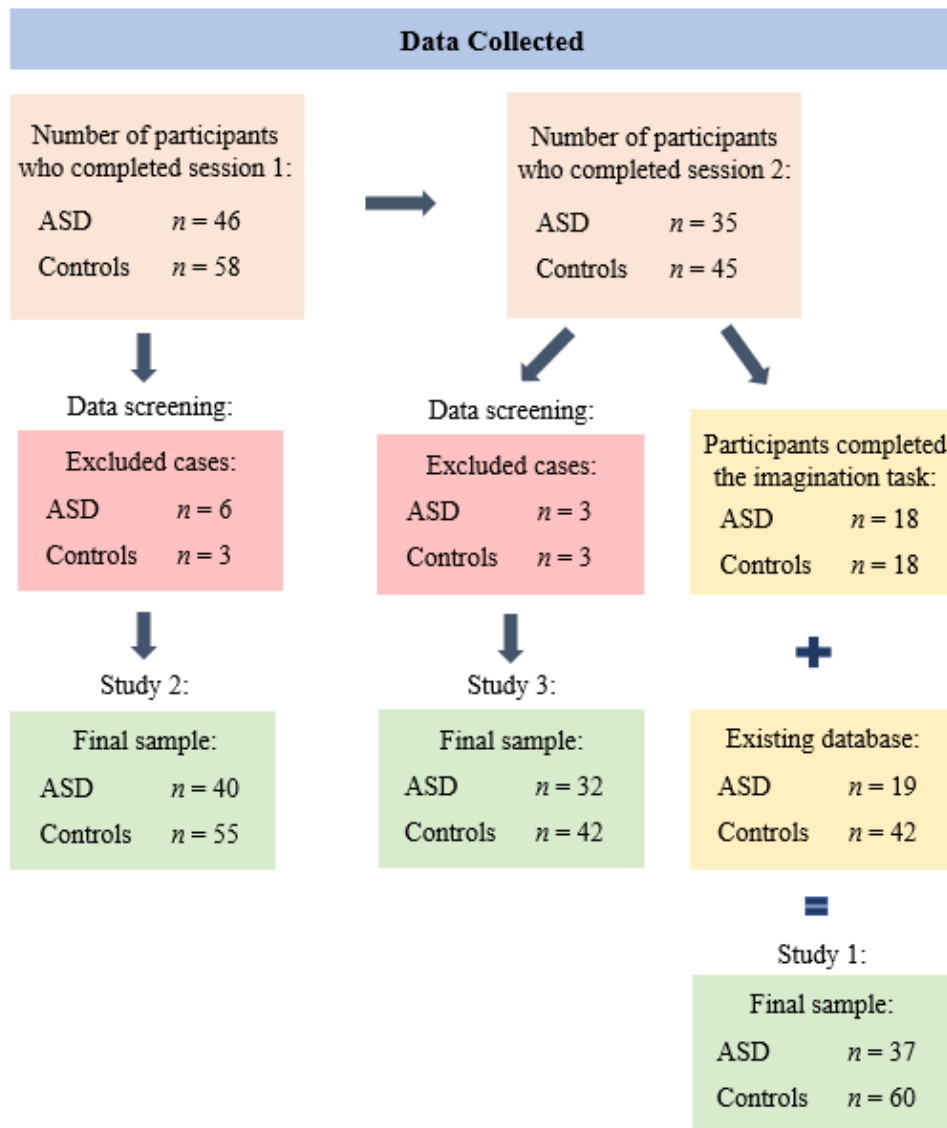 Data Collected
Number of participants
who completed session 1:
ASD n = 46
Controls n = 58
Number of participants
who completed session 2:
ASD n = 35
Controls n = 45
Data screening:
Excluded cases:
ASD n = 6
Controls n = 3
Data screening:
Excluded cases:
ASD n = 3
Controls n = 3
Participants completed
the imagination task:
ASD n = 18
Controls n = 18
+
Study 2:
Final sample:
ASD n = 40
Controls n = 55
Study 3:
Final sample:
ASD n = 32
Controls n = 42
Existing database:
ASD n = 19
Controls n = 42
=
Study 1:
Final sample:
ASD n = 37
Controls n = 60